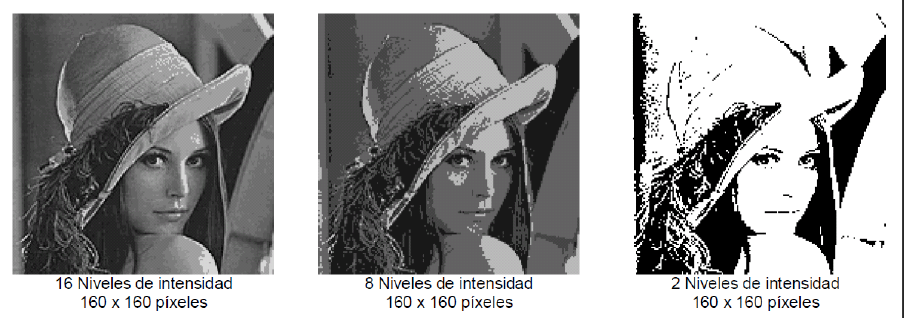 16 Niveles de intensidad
160 x 160 píxeles
8 Niveles de intensidad
160 x 160 píxeles
2 Niveles de intensidad
160 x 160 píxeles